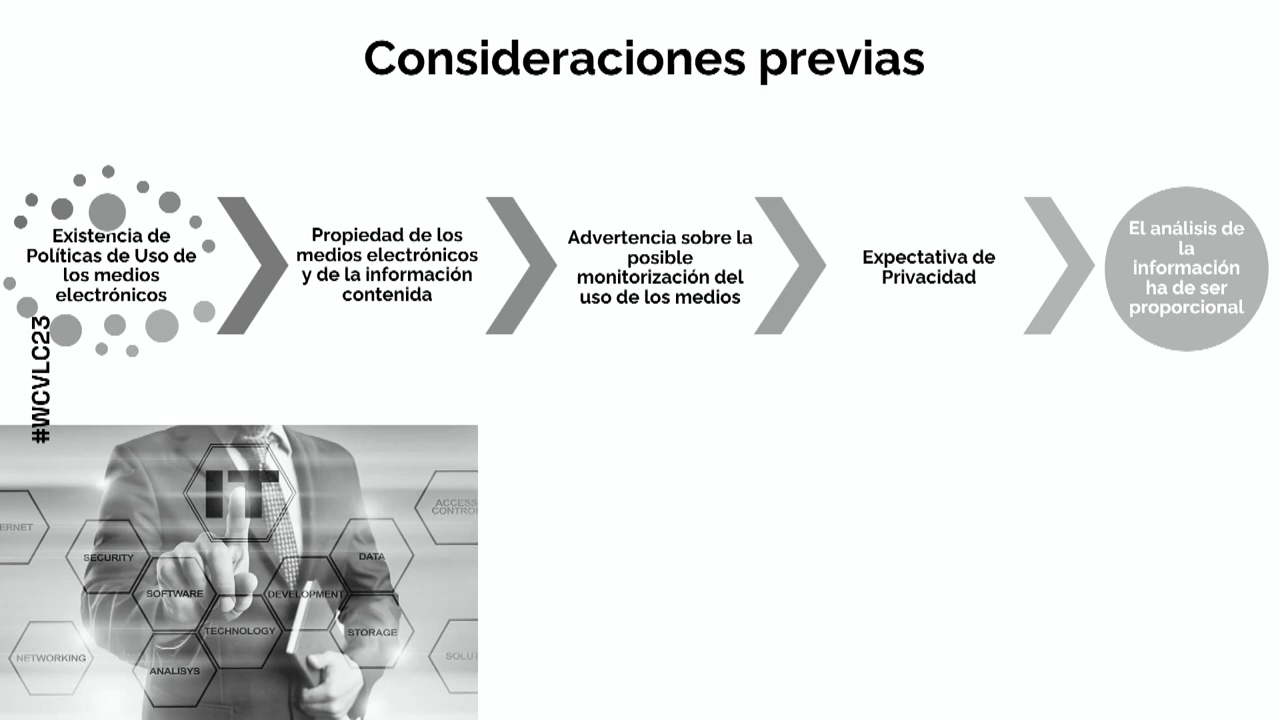 Consideraciones previas
Existencia de
Políticas de Uso de
los medios
electrónicos
Propiedad de los
medios electrónicos
y de la información
contenida
Advertencia sobre la
posible
monitorización del
uso de los medios
Expectativa de
Privacidad
El análisis de
la
información
ha de ser
proporcional
#WCVLC23
IT
ERNET
SECURITY
SOFTWARE
TECHNOLOGY
DEVELOPMENT
DATA
ACCESS
CONTROL
STORAGE
NETWORKING
ANALISYS
SOLUT